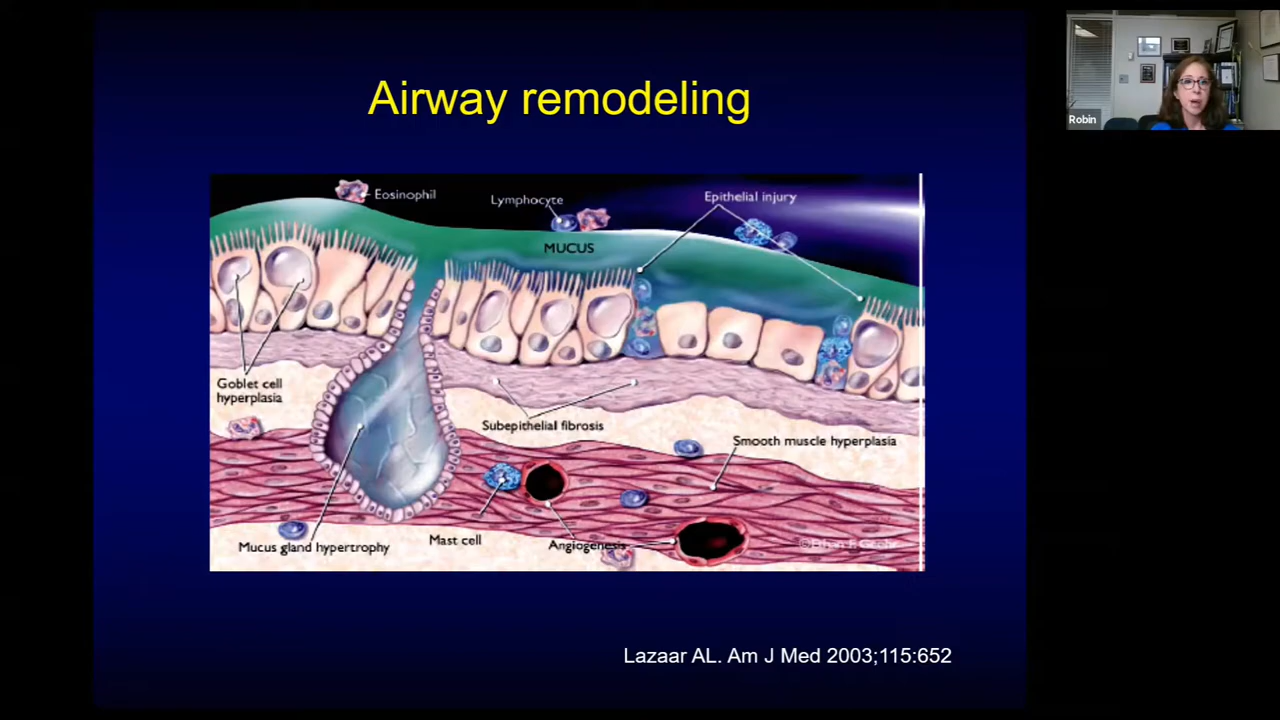 Airway remodeling
Robin
Eosinophil
Lymphocyte
Epithelial injury
MUCUS
Goblet cell
hyperplasia
Subepithelial fibrosis
Smooth muscle hyperplasia
Mucus gland hypertrophy
Mast cell
Angiogenesis
Lazaar AL. Am J Med 2003;115:652